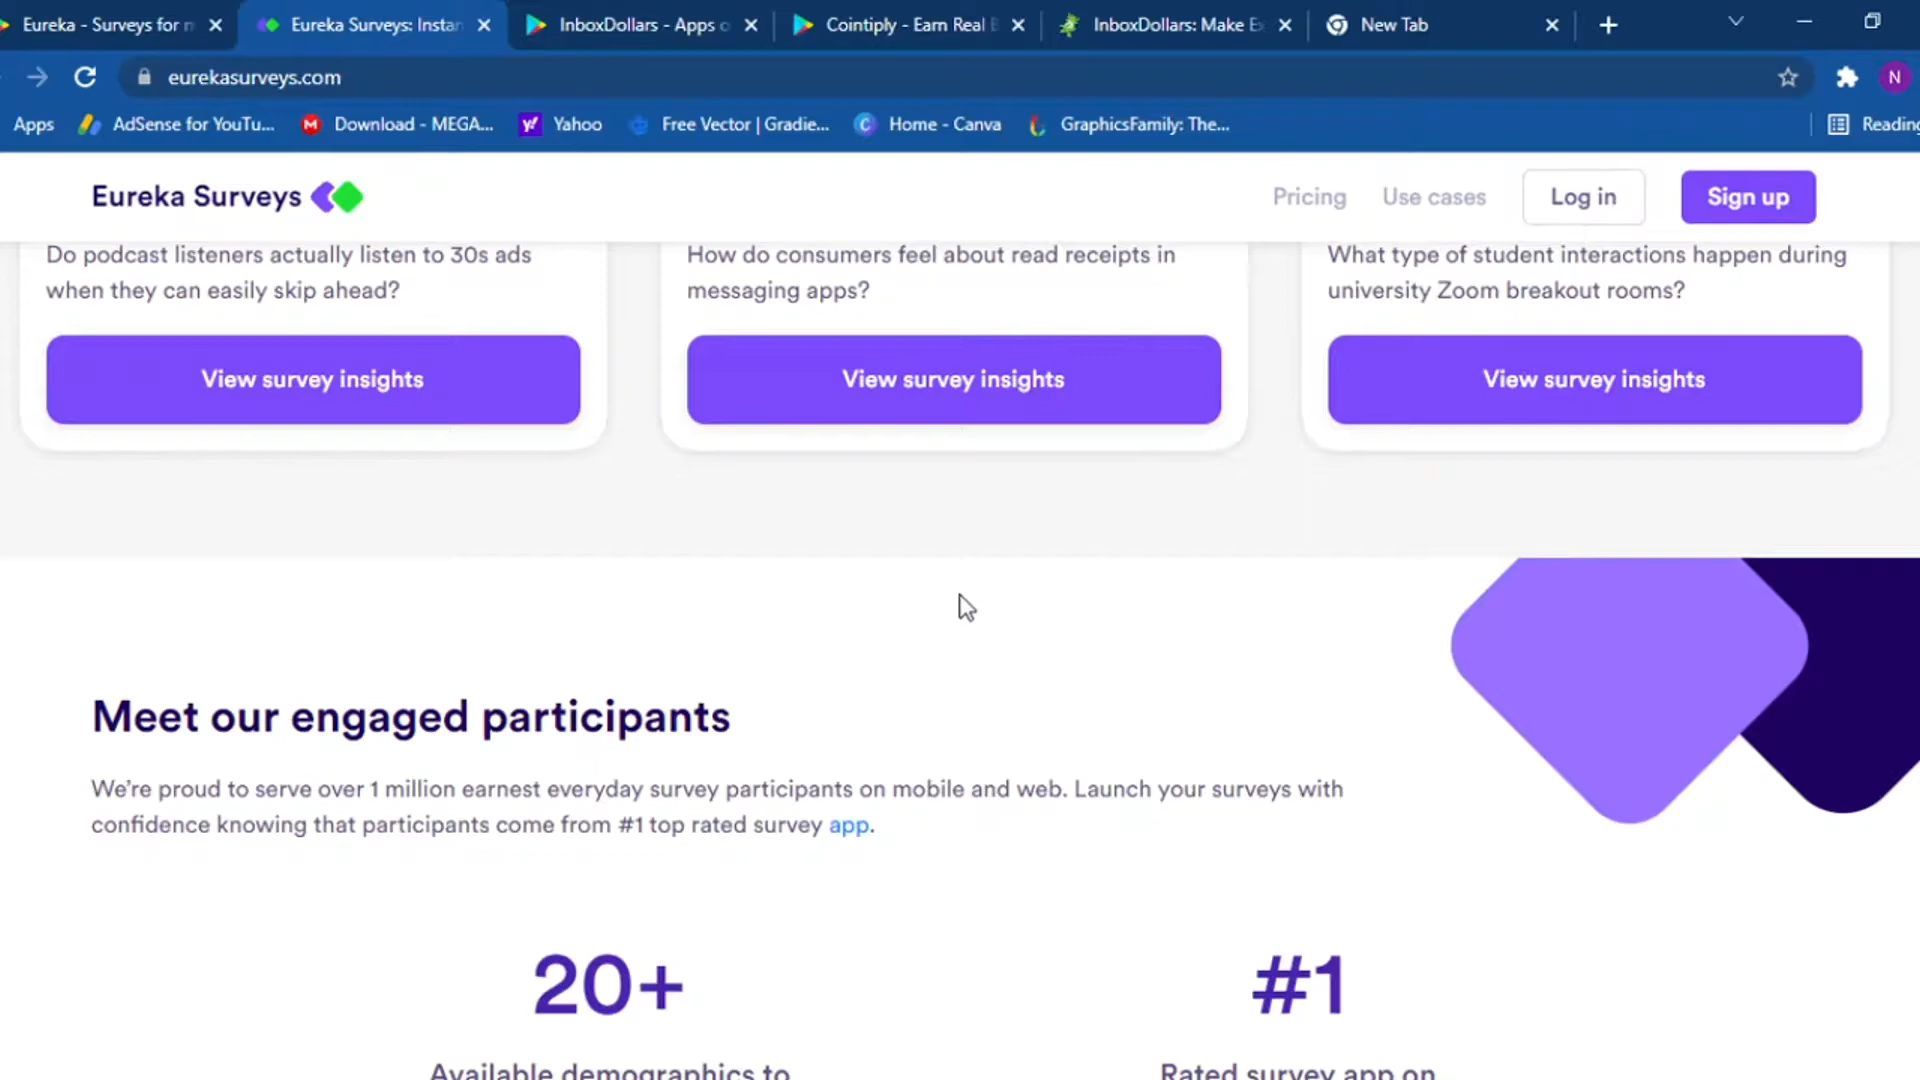 Eureka - Surveys for
Eureka Surveys: Instan
InboxDollars - Apps o
Cointiply - Earn Real
InboxDollars: Make Ex
New Tab
eurekasurveys.com
N
Apps
AdSense for YouTu...
M
Download - MEGA...
y!
Yahoo
Free Vector | Gradie...
C
Home - Canva
GraphicsFamily: The...
Reading
Eureka Surveys
Pricing
Use cases
Log in
Sign up
Do podcast listeners actually listen to 30s ads
when they can easily skip ahead?
View survey insights
How do consumers feel about read receipts in
messaging apps?
View survey insights
What type of student interactions happen during
university Zoom breakout rooms?
View survey insights
Meet our engaged participants
We're proud to serve over 1 million earnest everyday survey participants on mobile and web. Launch your surveys with
confidence knowing that participants come from #1 top rated survey app.
20+
Available demographics to
#1
Rated survey app on